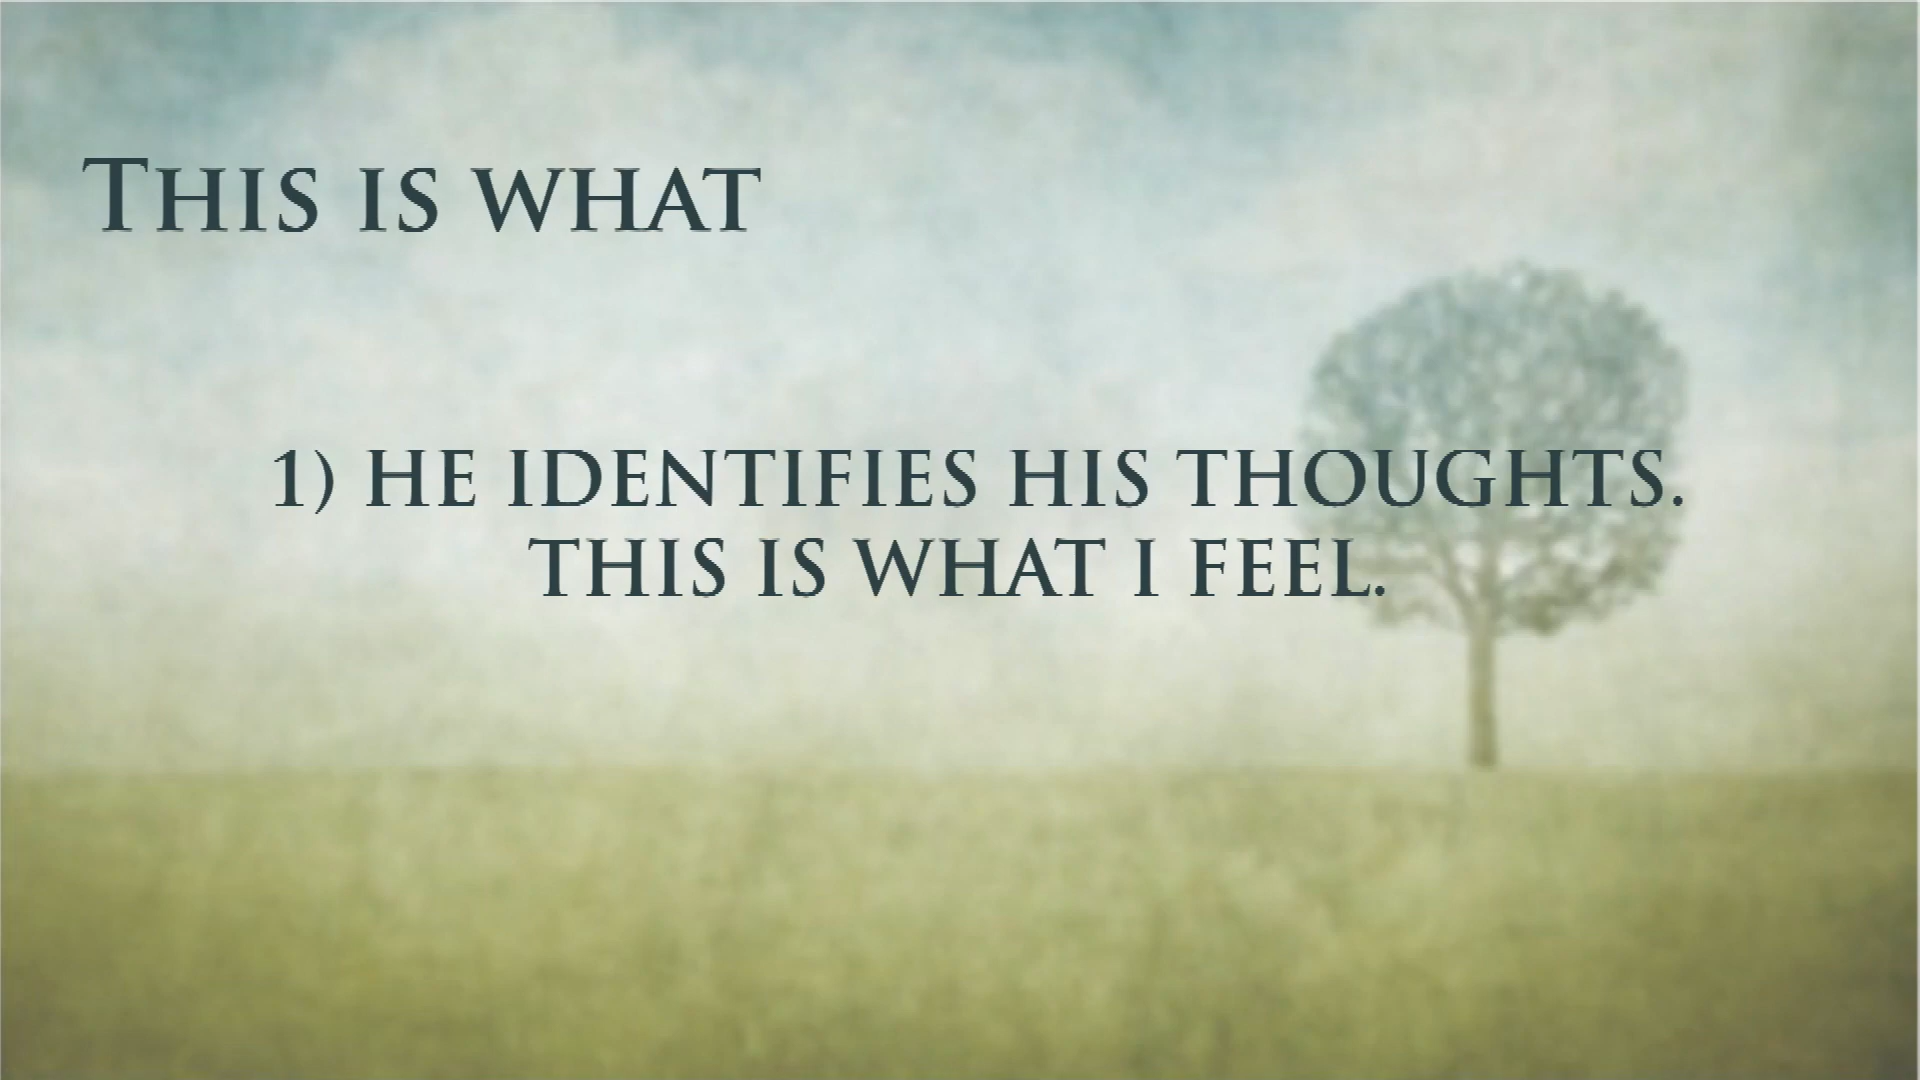 This is what
1) HE IDENTIFIES HIS THOUGHTS.
THIS IS WHAT I FEEL.